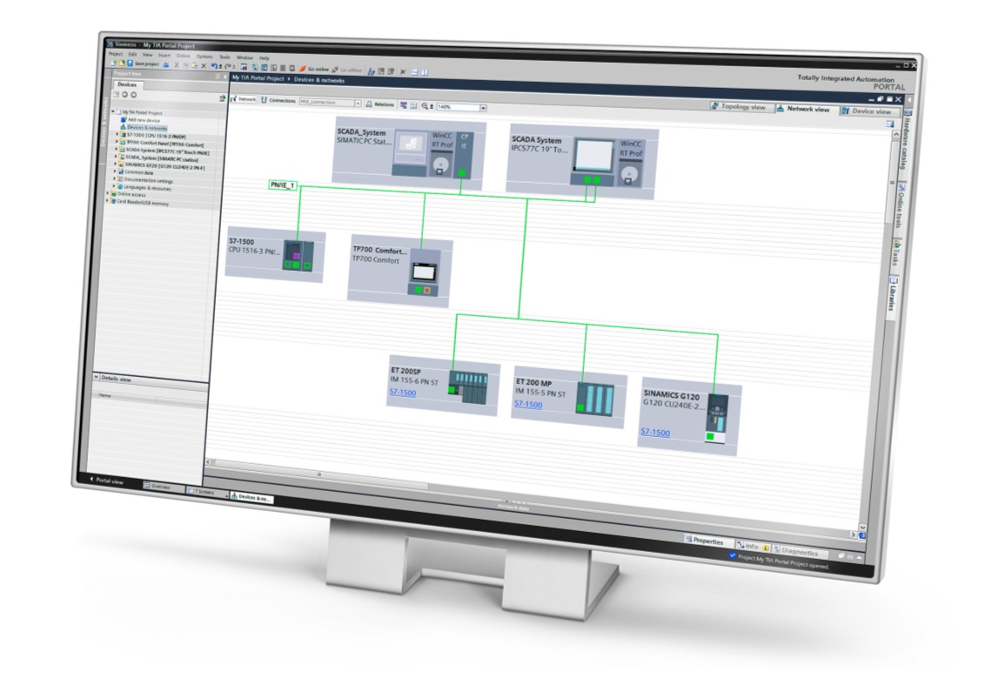 Siemens - My TIA Portal Project
Project Edit View Insert Online Options Tools Window Help
Save project Go online Go offline
Totally Integrated Automation
PORTAL
Project tree
My TIA Portal Project Devices & networks
Devices
Topology view Network view Device view
Network Connections HMI_connection Relations 140%
My TIA Portal Project
Add new device
Devices & networks
S7-1500 [CPU 1516-3 PN/DP]
TP700 Comfort Panel [TP700 Comfort]
SCADA System [IPC577C 19" Touch PN/IE]
SCADA_System [SIMATIC PC station]
SINAMICS G120 [G120 CU240E-2 PN-F]
Common data
Documentation settings
Languages & resources
Online access
Card Reader/USB memory
SCADA_System
SIMATIC PC Stat...
WinCC
RT Prof
CP
IE
SCADA System
IPC577C 19" To...
WinCC
RT Prof
PN/IE_1
S7-1500
CPU 1516-3 PN/...
TP700 Comfort...
TP700 Comfort
ET 200SP
IM 155-6 PN ST
S7-1500
ET 200 MP
IM 155-5 PN ST
S7-1500
SINAMICS G120
G120 CU240E-2...
S7-1500
Hardware catalog
Online tools
Tasks
Libraries
Details view
Name
Network data
Properties Info Diagnostics
Portal view Overview 7 Screens Devices & ne...
Project My TIA Portal Project opened.